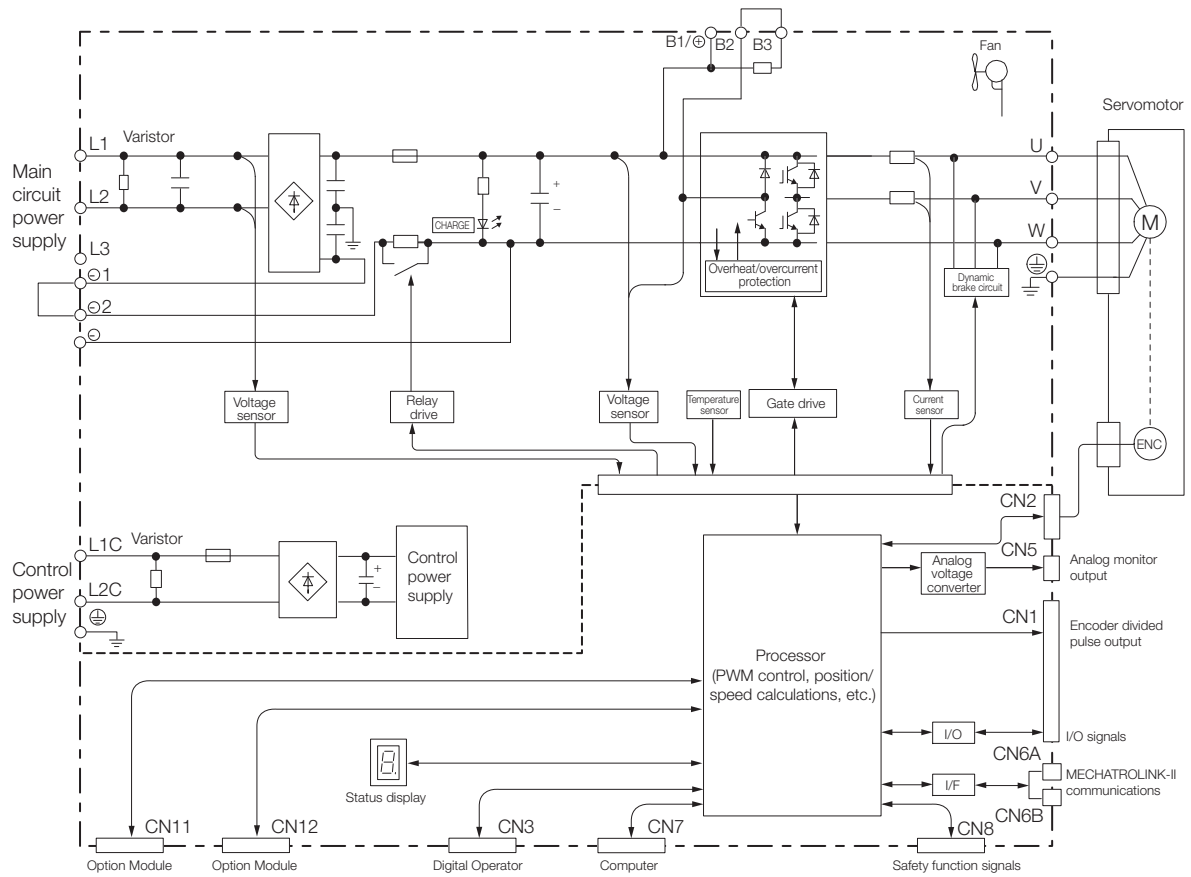 B1/⊕ B2 B3
Fan
Servomotor
L1
Varistor
U
Main
circuit
power
supply
L2
V
CHARGE
+
–
M
W
L3
Overheat/overcurrent
protection
Dynamic
brake circuit
⊖1
⊖2
⊖
Voltage
sensor
Relay
drive
Voltage
sensor
Temperature
sensor
Gate drive
Current
sensor
ENC
CN2
L1C
Varistor
CN5
Control
power
supply
+
–
Control
power
supply
Analog
voltage
converter
Analog monitor
output
L2C
CN1
Encoder divided
pulse output
Processor
(PWM control, position/
speed calculations, etc.)
I/O
I/O signals
CN6A
Status display
I/F
MECHATROLINK-II
communications
CN6B
CN11
CN12
CN3
CN7
CN8
Option Module
Option Module
Digital Operator
Computer
Safety function signals